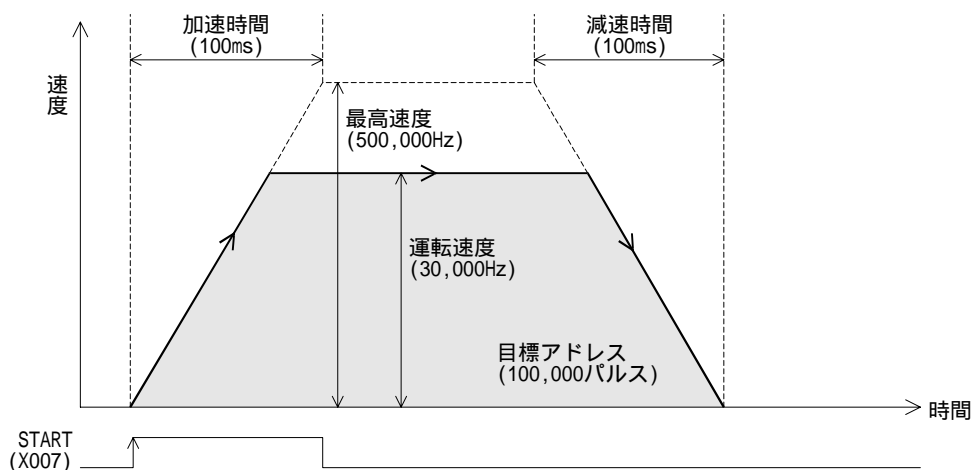 加速時間
(100ms)
減速時間
(100ms)
速度
最高速度
(500,000Hz)
運転速度
(30,000Hz)
目標アドレス
(100,000パルス)
時間
START
(X007)